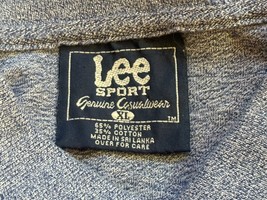 Lee
SPORT
Genuine Casualwear
XL
TM
65% POLYESTER
35% COTTON
MADE IN SRI LANKA
OVER FOR CARE